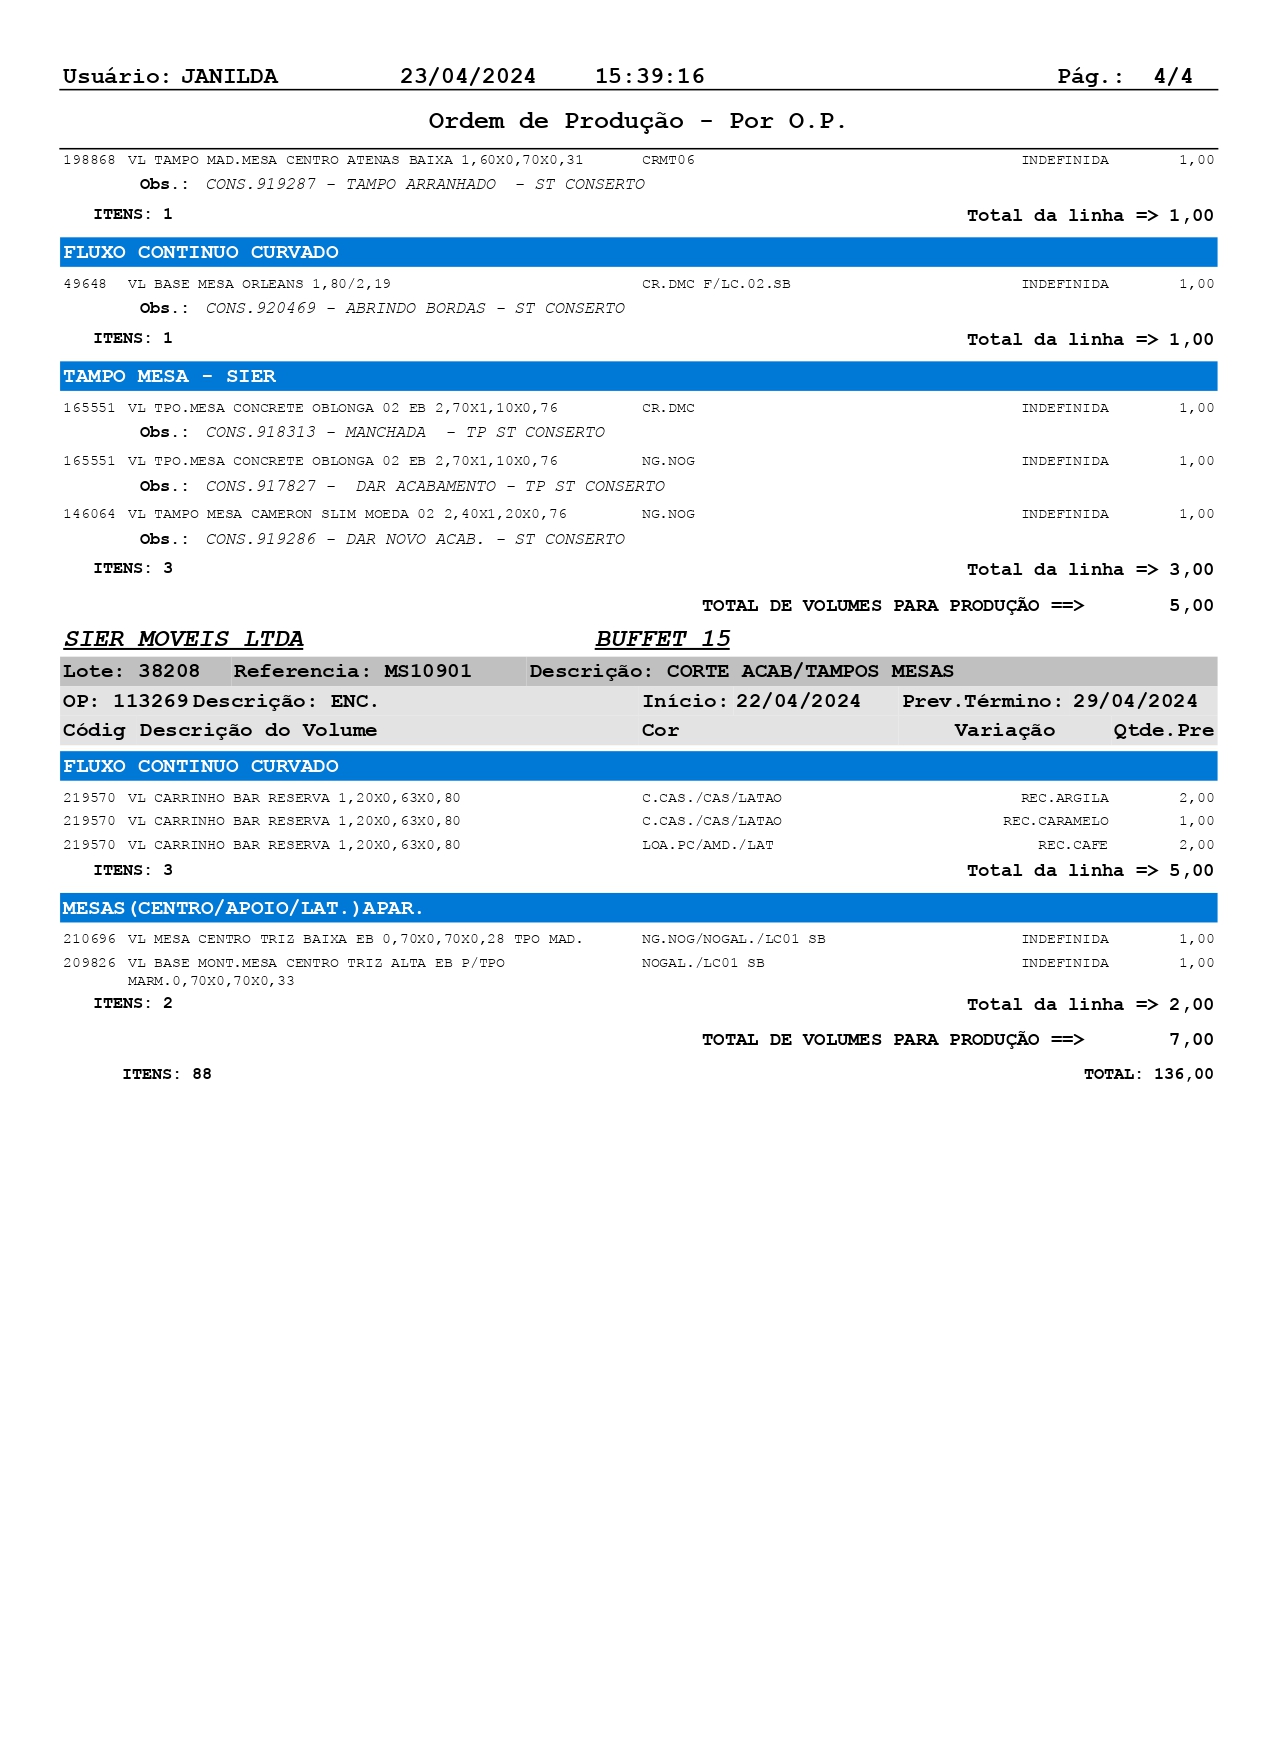 Usuário: JANILDA 23/04/2024 15:39:16 Pág.: 4/4
Ordem de Produção - Por O.P.
198868 VL TAMPO MAD.MESA CENTRO ATENAS BAIXA 1,60X0,70X0,31 CRMT06 INDEFINIDA 1,00
Obs.: CONS.919287 - TAMPO ARRANHADO - ST CONSERTO
ITENS: 1 Total da linha => 1,00
FLUXO CONTINUO CURVADO
49648 VL BASE MESA ORLEANS 1,80/2,19 CR.DMC F/LC.02.SB INDEFINIDA 1,00
Obs.: CONS.920469 - ABRINDO BORDAS - ST CONSERTO
ITENS: 1 Total da linha => 1,00
TAMPO MESA - SIER
165551 VL TPO.MESA CONCRETE OBLONGA 02 EB 2,70X1,10X0,76 CR.DMC INDEFINIDA 1,00
Obs.: CONS.918313 - MANCHADA - TP ST CONSERTO
165551 VL TPO.MESA CONCRETE OBLONGA 02 EB 2,70X1,10X0,76 NG.NOG INDEFINIDA 1,00
Obs.: CONS.917827 - DAR ACABAMENTO - TP ST CONSERTO
146064 VL TAMPO MESA CAMERON SLIM MOEDA 02 2,40X1,20X0,76 NG.NOG INDEFINIDA 1,00
Obs.: CONS.919286 - DAR NOVO ACAB. - ST CONSERTO
ITENS: 3 Total da linha => 3,00
TOTAL DE VOLUMES PARA PRODUÇÃO ==> 5,00
SIER MOVEIS LTDA BUFFET 15
Lote: 38208 Referencia: MS10901 Descrição: CORTE ACAB/TAMPOS MESAS
OP: 113269 Descrição: ENC. Início: 22/04/2024 Prev.Término: 29/04/2024
Códig Descrição do Volume Cor Variação Qtde.Pre
FLUXO CONTINUO CURVADO
219570 VL CARRINHO BAR RESERVA 1,20X0,63X0,80 C.CAS./CAS/LATAO REC.ARGILA 2,00
219570 VL CARRINHO BAR RESERVA 1,20X0,63X0,80 C.CAS./CAS/LATAO REC.CARAMELO 1,00
219570 VL CARRINHO BAR RESERVA 1,20X0,63X0,80 LOA.PC/AMD./LAT REC.CAFE 2,00
ITENS: 3 Total da linha => 5,00
MESAS(CENTRO/APOIO/LAT.)APAR.
210696 VL MESA CENTRO TRIZ BAIXA EB 0,70X0,70X0,28 TPO MAD. NG.NOG/NOGAL./LC01 SB INDEFINIDA 1,00
209826 VL BASE MONT.MESA CENTRO TRIZ ALTA EB P/TPO NOGAL./LC01 SB INDEFINIDA 1,00
MARM.0,70X0,70X0,33
ITENS: 2 Total da linha => 2,00
TOTAL DE VOLUMES PARA PRODUÇÃO ==> 7,00
ITENS: 88 TOTAL: 136,00